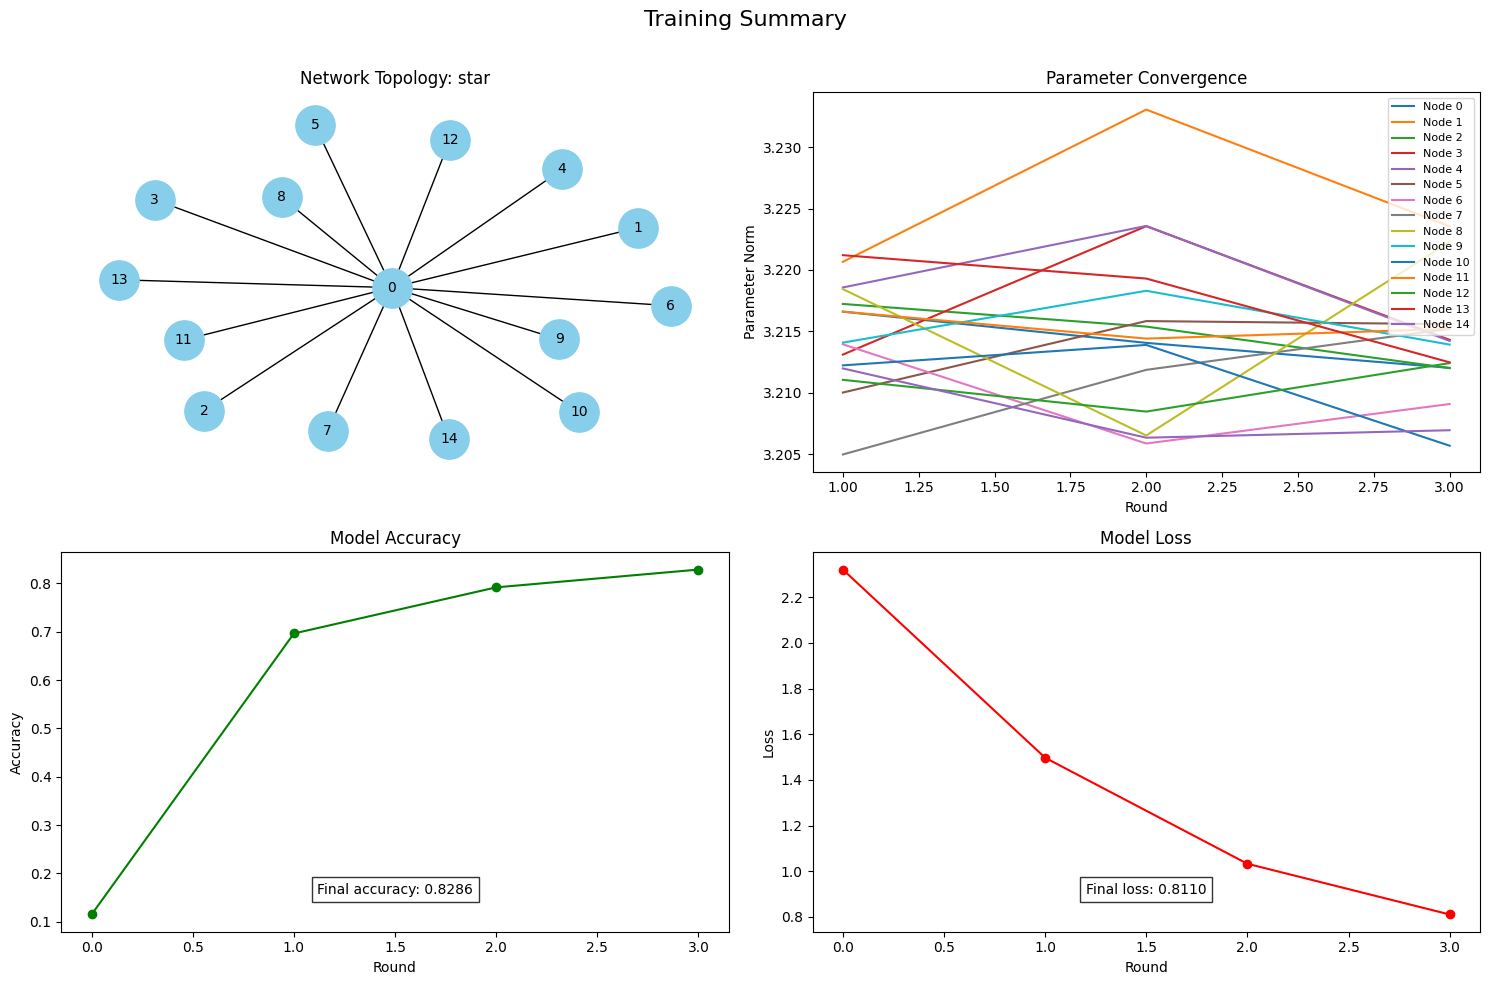 Training Summary
Network Topology: star
5
12
4
8
3
1
13
0
6
11
9
2
10
7
14
Parameter Convergence
Parameter Norm
3.230
3.225
3.220
3.215
3.210
3.205
1.00 1.25 1.50 1.75 2.00 2.25 2.50 2.75 3.00
Round
Node 0
Node 1
Node 2
Node 3
Node 4
Node 5
Node 6
Node 7
Node 8
Node 9
Node 10
Node 11
Node 12
Node 13
Node 14
Model Accuracy
Accuracy
0.8
0.7
0.6
0.5
0.4
0.3
0.2
0.1
Final accuracy: 0.8286
0.0 0.5 1.0 1.5 2.0 2.5 3.0
Round
Model Loss
Loss
2.2
2.0
1.8
1.6
1.4
1.2
1.0
0.8
Final loss: 0.8110
0.0 0.5 1.0 1.5 2.0 2.5 3.0
Round